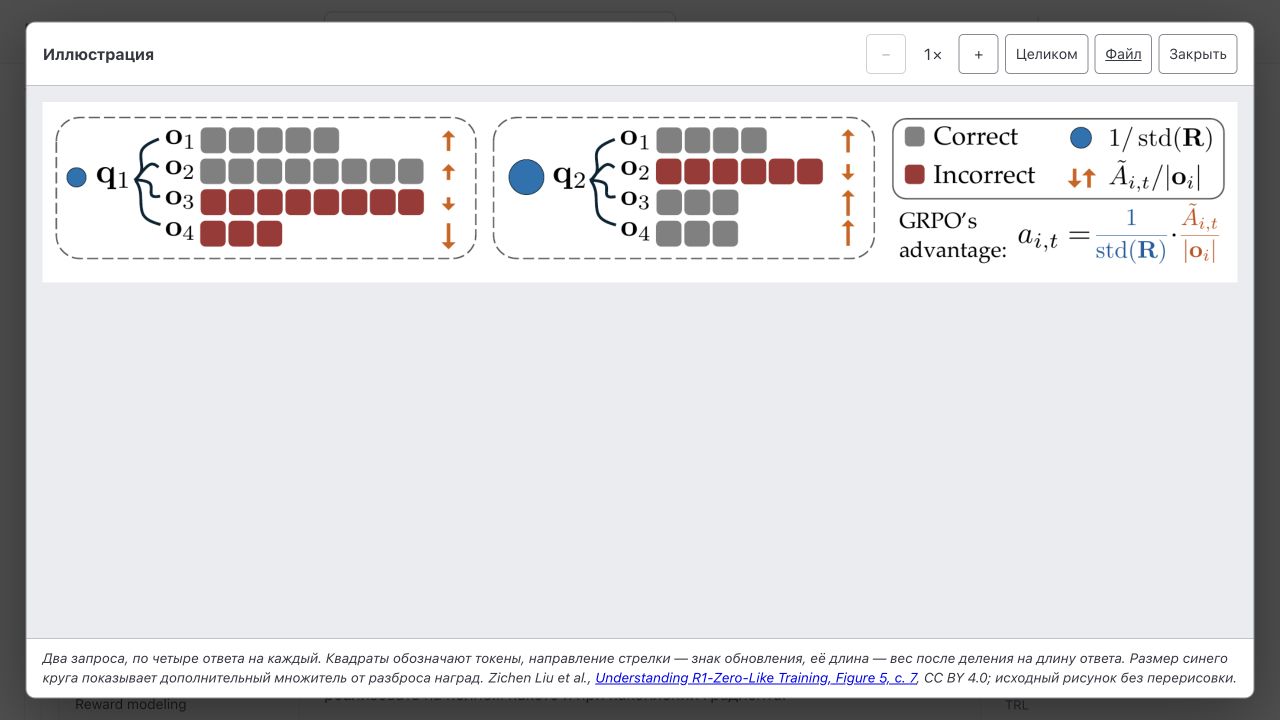 Иллюстрация
− 1× + Целиком Файл Закрыть
q1 o1 o2 o3 o4
q2 o1 o2 o3 o4
Correct 1/ std(R)
Incorrect Ã_{i,t}/|o_i|
GRPO’s advantage: a_{i,t} = 1/std(R) · Ã_{i,t}/|o_i|
Два запроса, по четыре ответа на каждый. Квадраты обозначают токены, направление стрелки — знак обновления, её длина — вес после деления на длину ответа. Размер синего
круга показывает дополнительный множитель от разброса наград. Zichen Liu et al., Understanding R1-Zero-Like Training, Figure 5, с. 7, CC BY 4.0; исходный рисунок без перерисовки.
Reward modeling
TRL